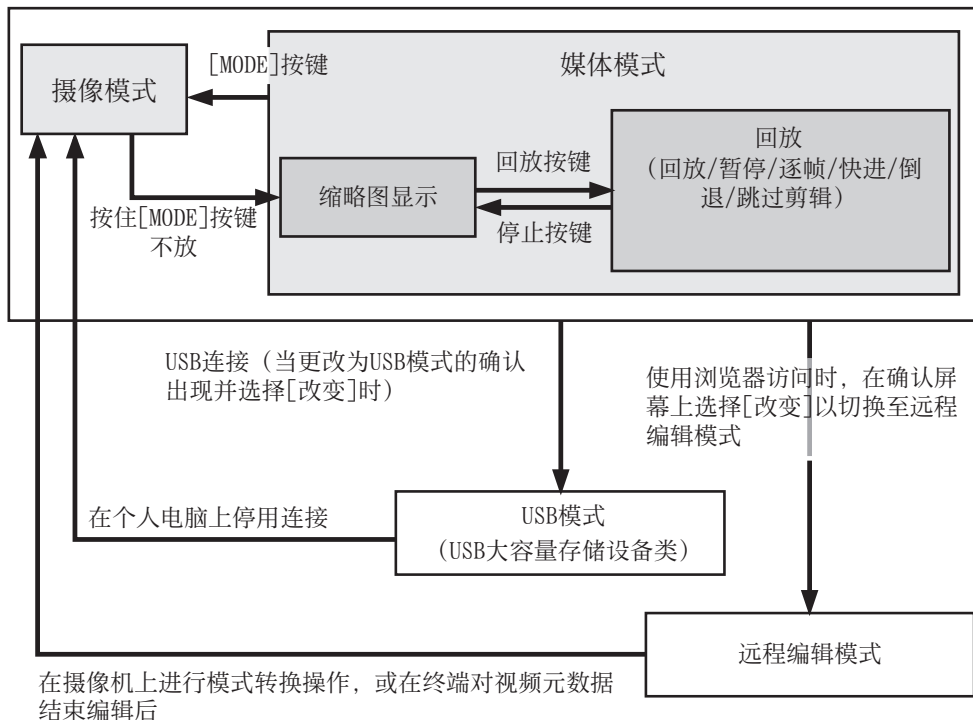 [MODE]按键
摄像模式
媒体模式
回放
(回放/暂停/逐帧/快进/倒
退/跳过剪辑)
回放按键
缩略图显示
停止按键
按住[MODE]按键
不放
USB连接(当更改为USB模式的确认
出现并选择[改变]时)
使用浏览器访问时，在确认屏
幕上选择[改变]以切换至远程
编辑模式
在个人电脑上停用连接
USB模式
(USB大容量存储设备类)
远程编辑模式
在摄像机上进行模式转换操作，或在终端对视频元数据
结束编辑后